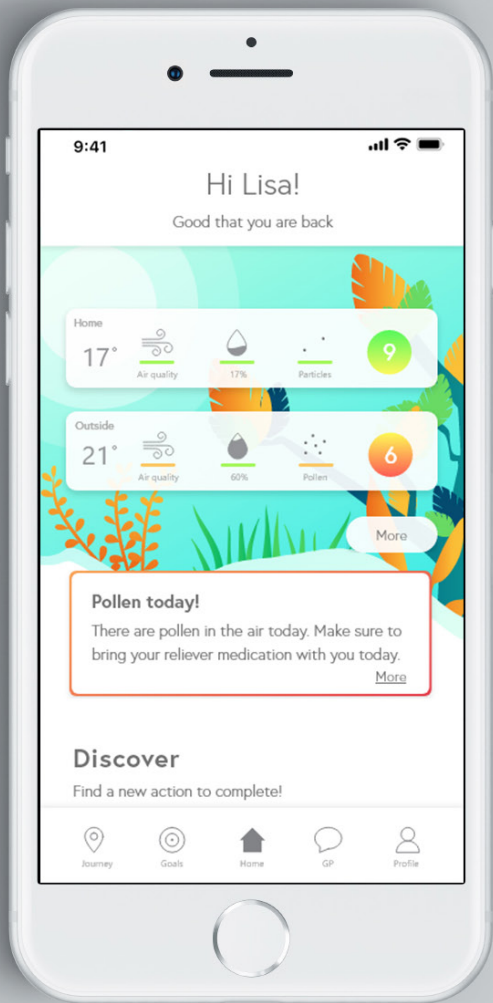 9:41
Hi Lisa!
Good that you are back
Home
17°
Air quality
17%
Particles
9
Outside
21°
Air quality
60%
Pollen
6
More
Pollen today!
There are pollen in the air today. Make sure to
bring your reliever medication with you today.
More
Discover
Find a new action to complete!
Journey
Goals
Home
GP
Profile